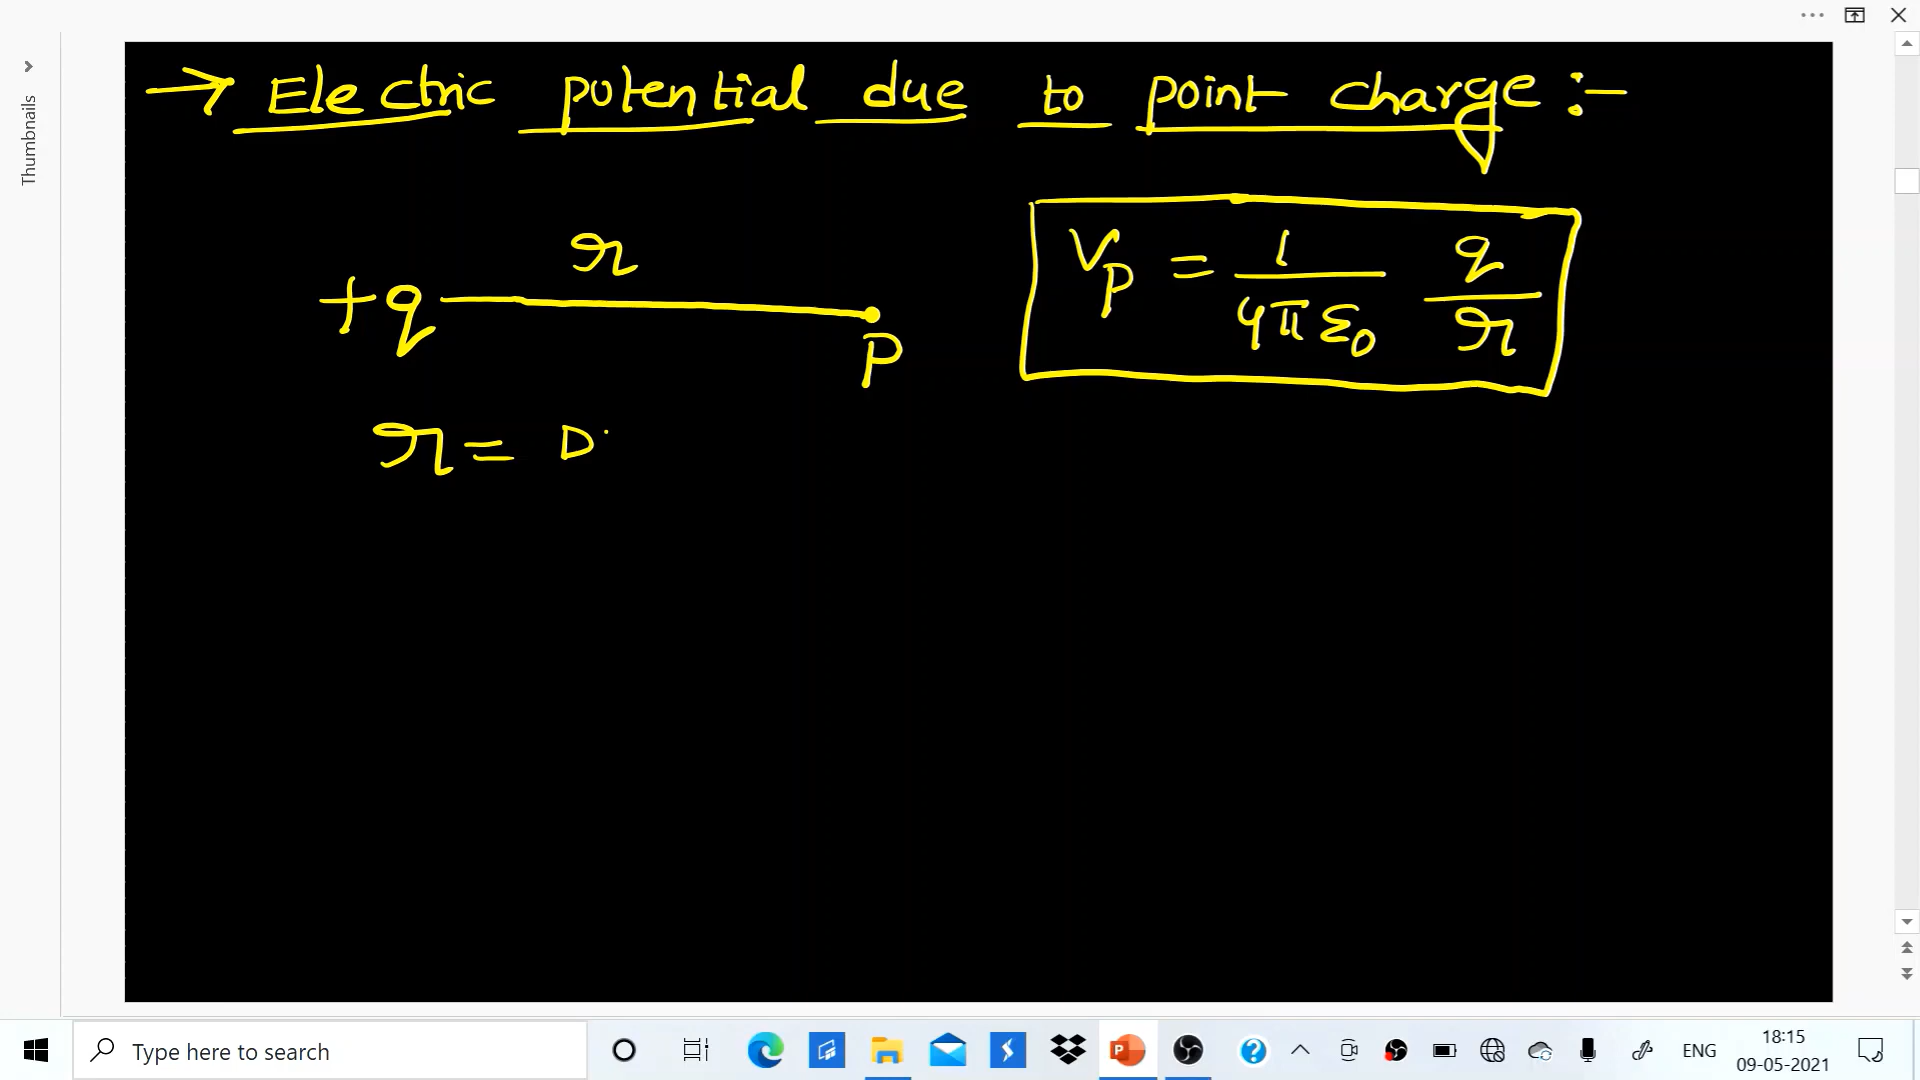 Thumbnails
→ Electric potential due to point charge :-
r
+q
P
V_P = 1/4πε₀ q/r
r = D
Type here to search
ENG
18:15
09-05-2021